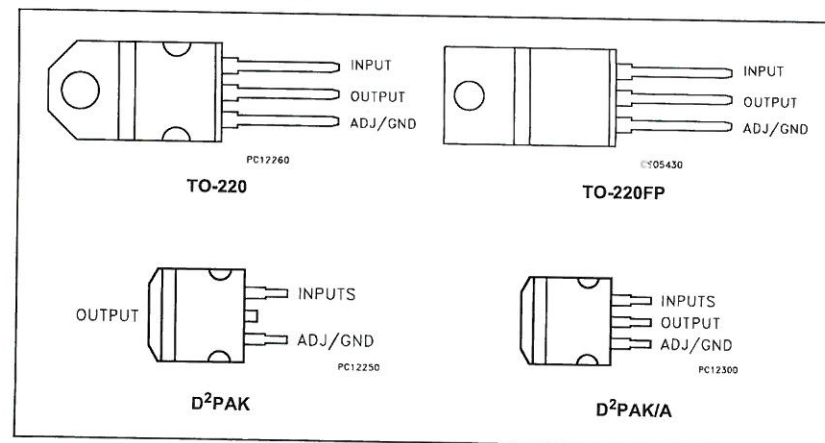 INPUT
OUTPUT
ADJ/GND
PC12260
TO-220
INPUT
OUTPUT
ADJ/GND
CS05430
TO-220FP
OUTPUT
INPUTS
ADJ/GND
PC12250
D²PAK
INPUTS
OUTPUT
ADJ/GND
PC12300
D²PAK/A